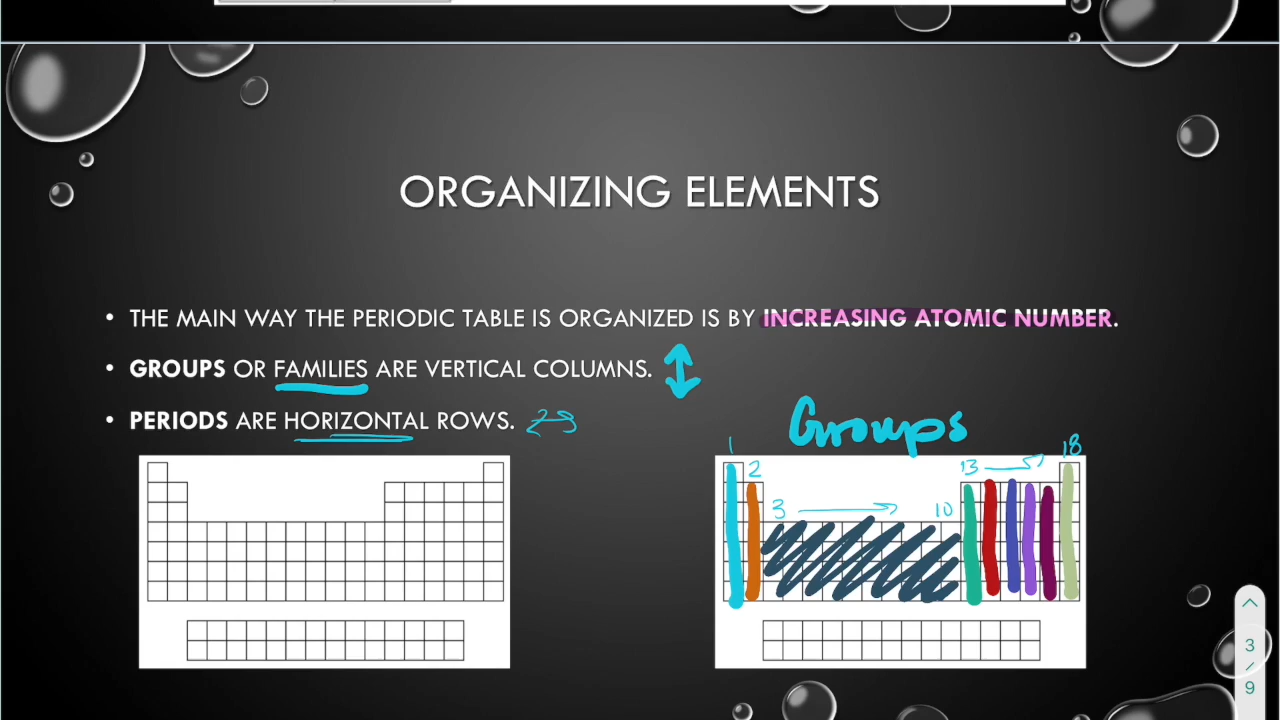 ORGANIZING ELEMENTS
• THE MAIN WAY THE PERIODIC TABLE IS ORGANIZED IS BY INCREASING ATOMIC NUMBER.
• GROUPS OR FAMILIES ARE VERTICAL COLUMNS.
• PERIODS ARE HORIZONTAL ROWS.
Groups
1 18
2 13
3 10
3
/
9